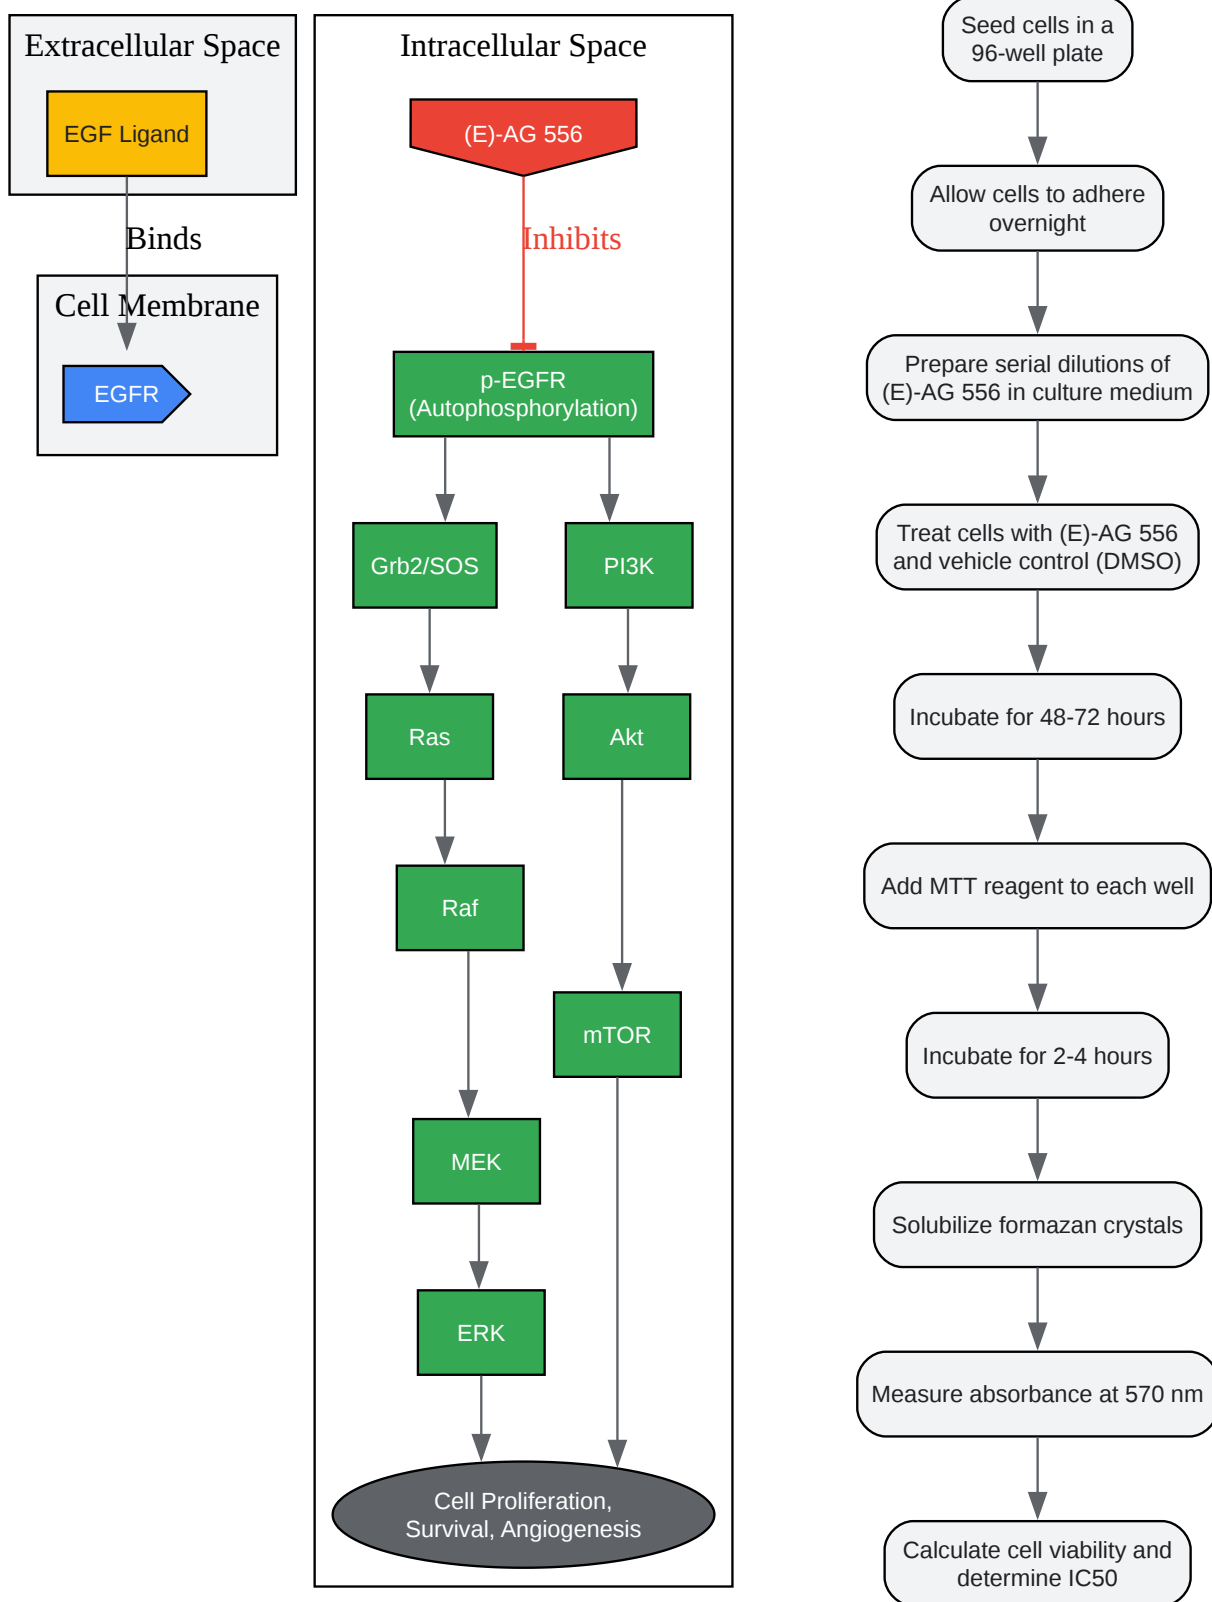 Extracellular Space
EGF Ligand
Binds
Cell Membrane
EGFR
Intracellular Space
(E)-AG 556
Inhibits
p-EGFR
(Autophosphorylation)
Grb2/SOS
PI3K
Ras
Akt
Raf
mTOR
MEK
ERK
Cell Proliferation,
Survival, Angiogenesis
Seed cells in a
96-well plate
Allow cells to adhere
overnight
Prepare serial dilutions of
(E)-AG 556 in culture medium
Treat cells with (E)-AG 556
and vehicle control (DMSO)
Incubate for 48-72 hours
Add MTT reagent to each well
Incubate for 2-4 hours
Solubilize formazan crystals
Measure absorbance at 570 nm
Calculate cell viability and
determine IC50